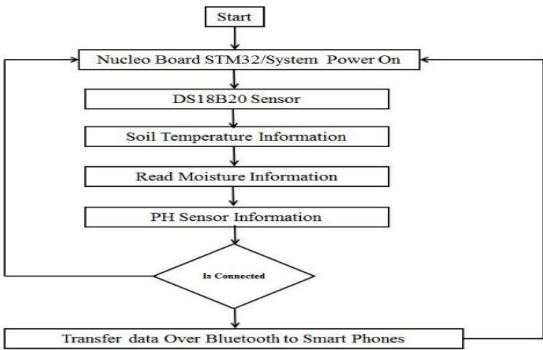 Start
Nucleo Board STM32/System Power On
DS18B20 Sensor
Soil Temperature Information
Read Moisture Information
PH Sensor Information
Is Connected
Transfer data Over Bluetooth to Smart Phones